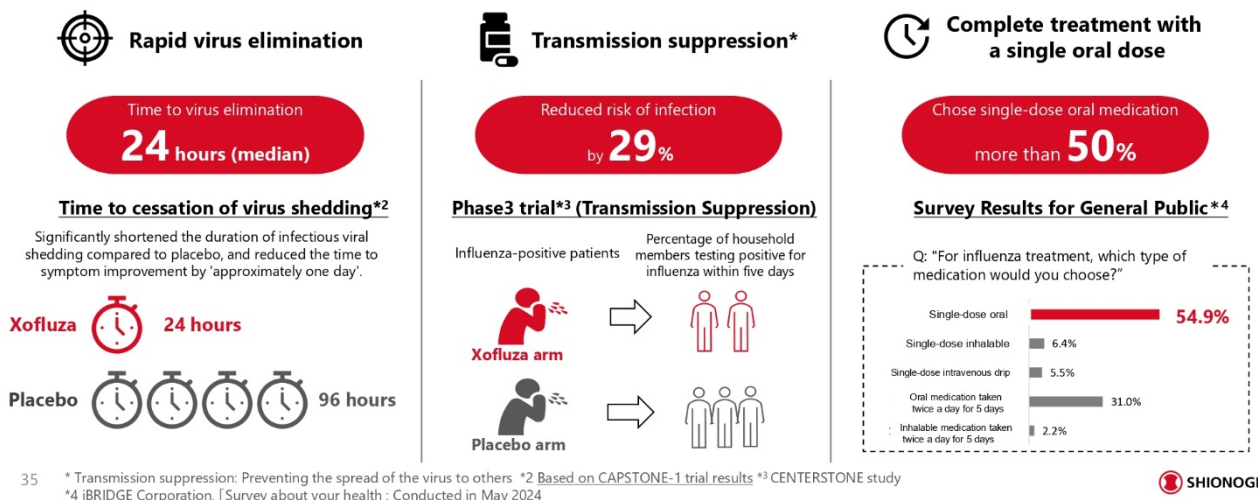 Rapid virus elimination
Time to virus elimination
24 hours (median)
Time to cessation of virus shedding*2
Significantly shortened the duration of infectious viral
shedding compared to placebo, and reduced the time to
symptom improvement by 'approximately one day'.
Xofluza
24 hours
Placebo
96 hours
Transmission suppression*
Reduced risk of infection
by 29%
Phase3 trial*3 (Transmission Suppression)
Influenza-positive patients
Percentage of household
members testing positive for
influenza within five days
Xofluza arm
Placebo arm
Complete treatment with
a single oral dose
Chose single-dose oral medication
more than 50%
Survey Results for General Public*4
Q: "For influenza treatment, which type of
medication would you choose?”
Single-dose oral
54.9%
Single-dose inhalable
6.4%
Single-dose intravenous drip
5.5%
Oral medication taken
twice a day for 5 days
31.0%
Inhalable medication taken
twice a day for 5 days
2.2%
35
* Transmission suppression: Preventing the spread of the virus to others *2 Based on CAPSTONE-1 trial results *3 CENTERSTONE study
*4 iBRIDGE Corporation, ｢Survey about your health : Conducted in May 2024
SHIONOGI